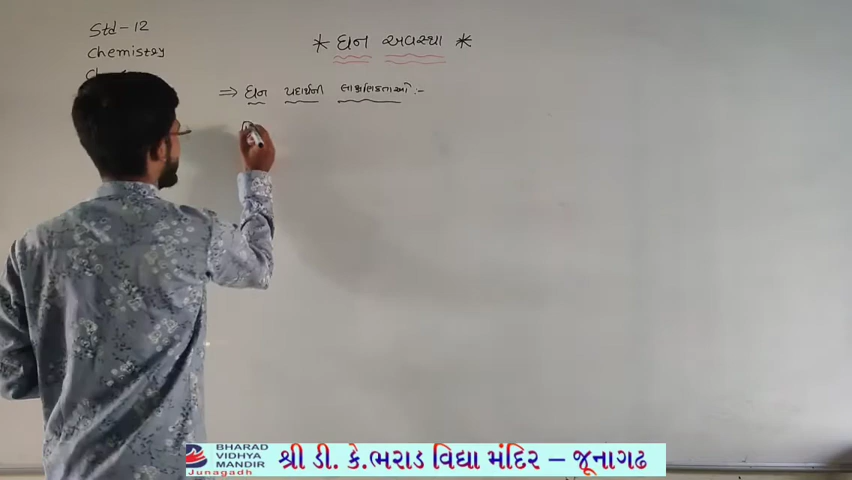 Std - 12
Chemistry
* ઘન અવસ્થા *
⇒ ઘન પદાર્થની લાક્ષણિકતાઓ :-
BHARAD
VIDHYA
MANDIR
Junagadh
શ્રી ડી. કે.ભરાડ વિદ્યા મંદિર – જૂનાગઢ